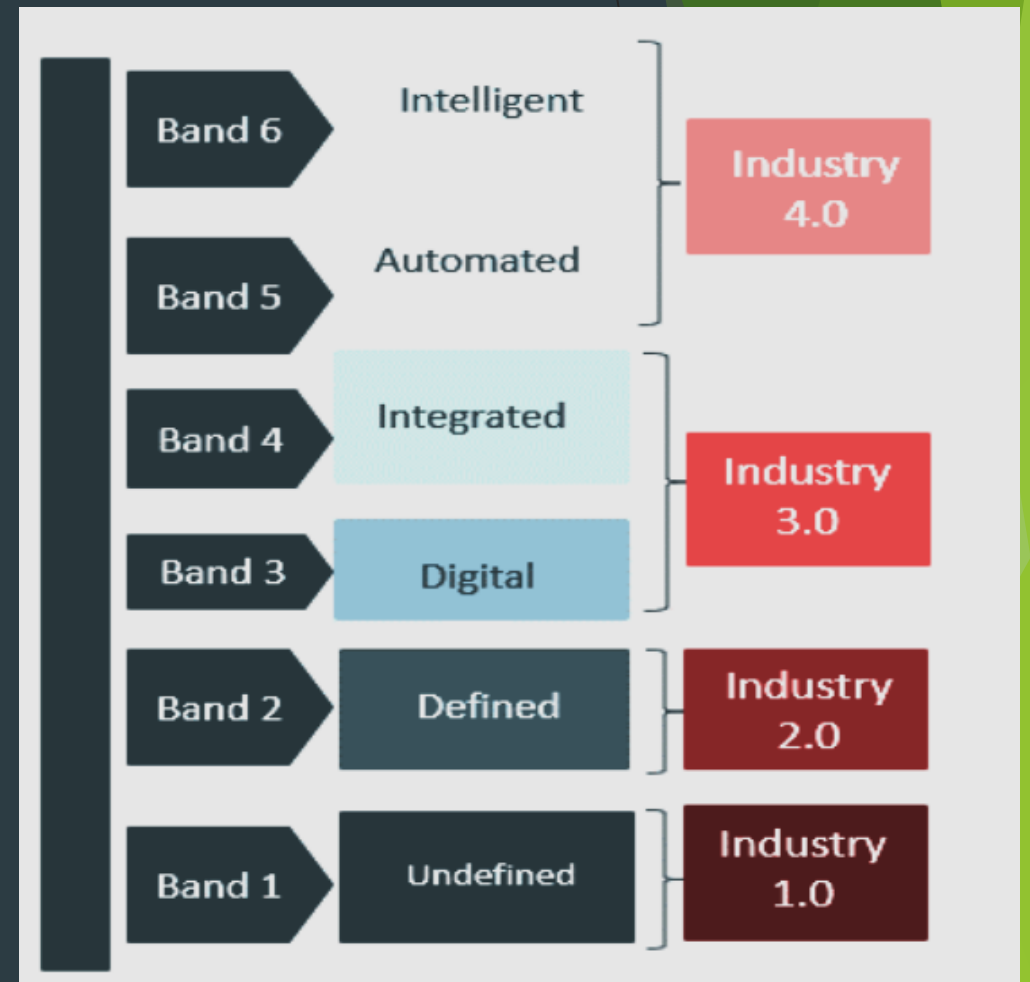 Band 6
Intelligent
Industry
4.0
Band 5
Automated
Band 4
Integrated
Industry
3.0
Band 3
Digital
Band 2
Defined
Industry
2.0
Band 1
Undefined
Industry
1.0